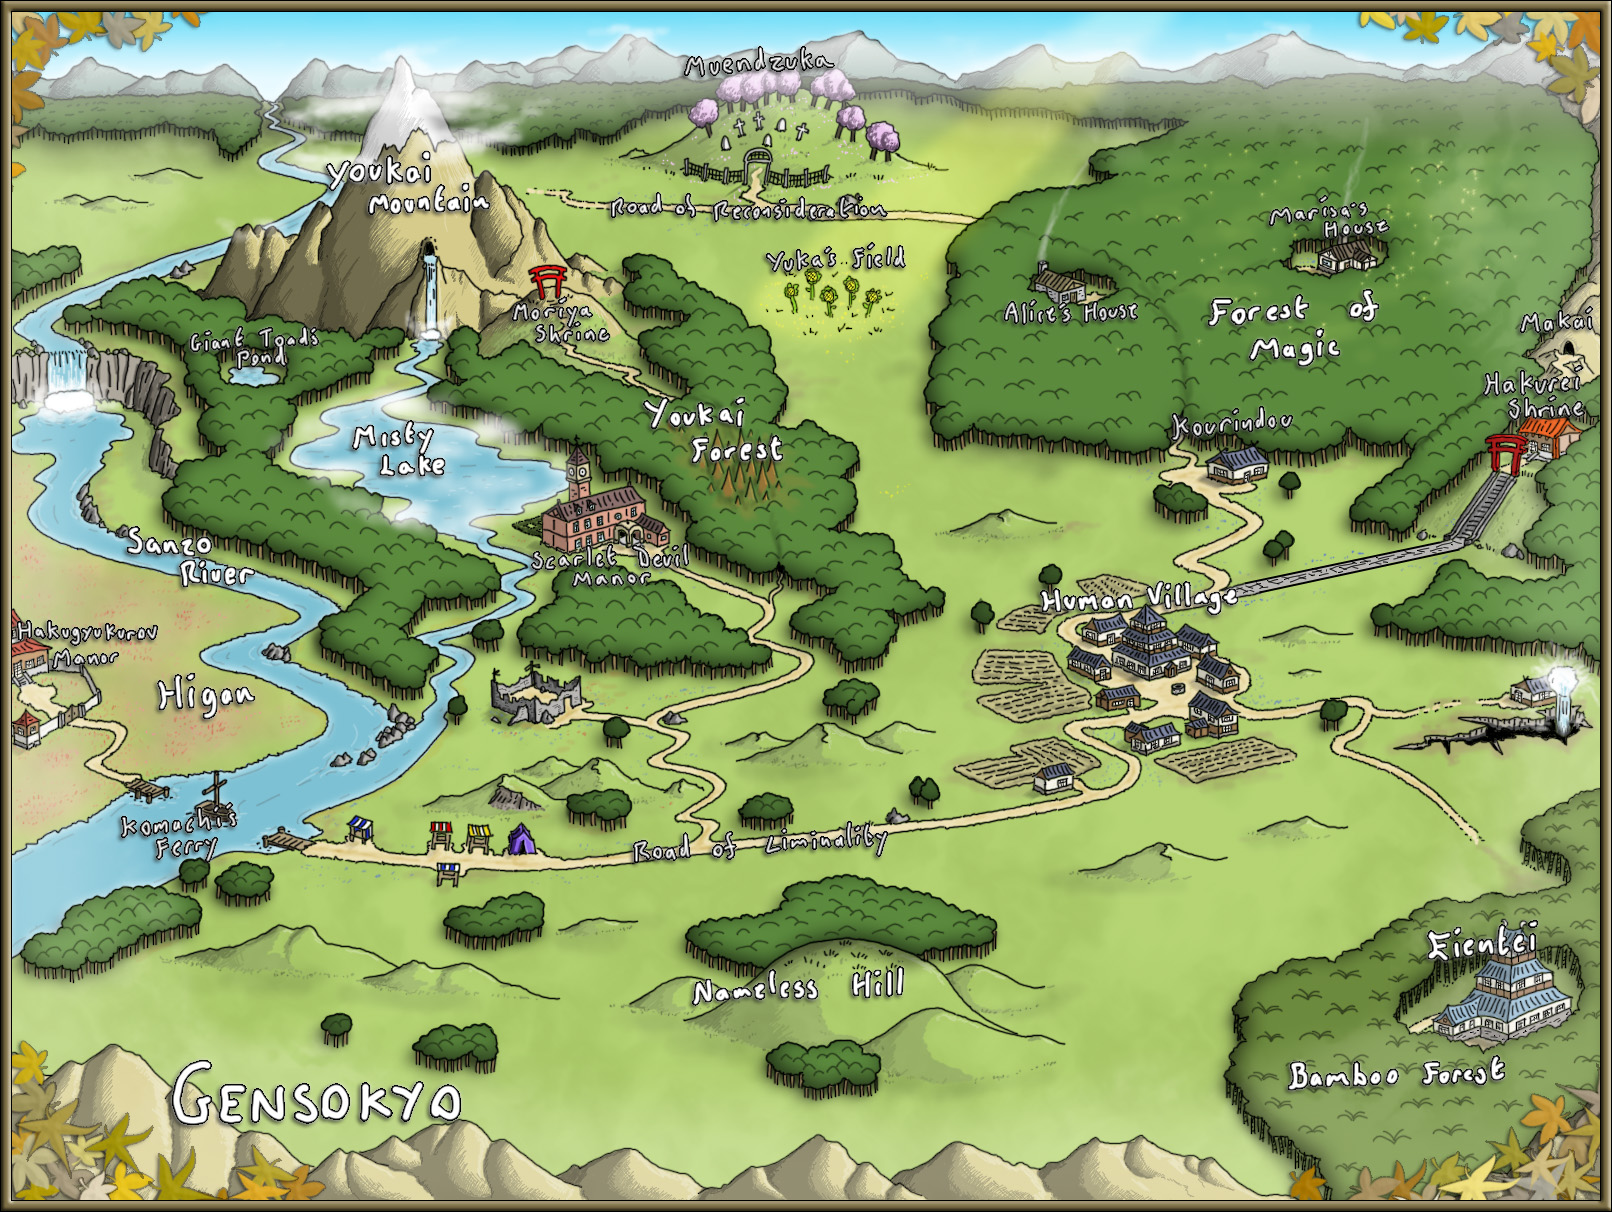 Muendzuka
Youkai
Mountain
Road of Reconsideration
Marisa's
House
Yuka's Field
Alice's House
Forest of
Magic
Moriya
Shrine
Giant Toad's
Pond
Makai
Hakurei
Shrine
Youkai
Forest
Misty
Lake
Kourindou
Scarlet Devil
Manor
Sanzo
River
Human Village
Hakugyukurou
Manor
Higan
Komachi's
Ferry
Road of Liminality
Nameless Hill
Eientei
Bamboo Forest
GENSOKYO